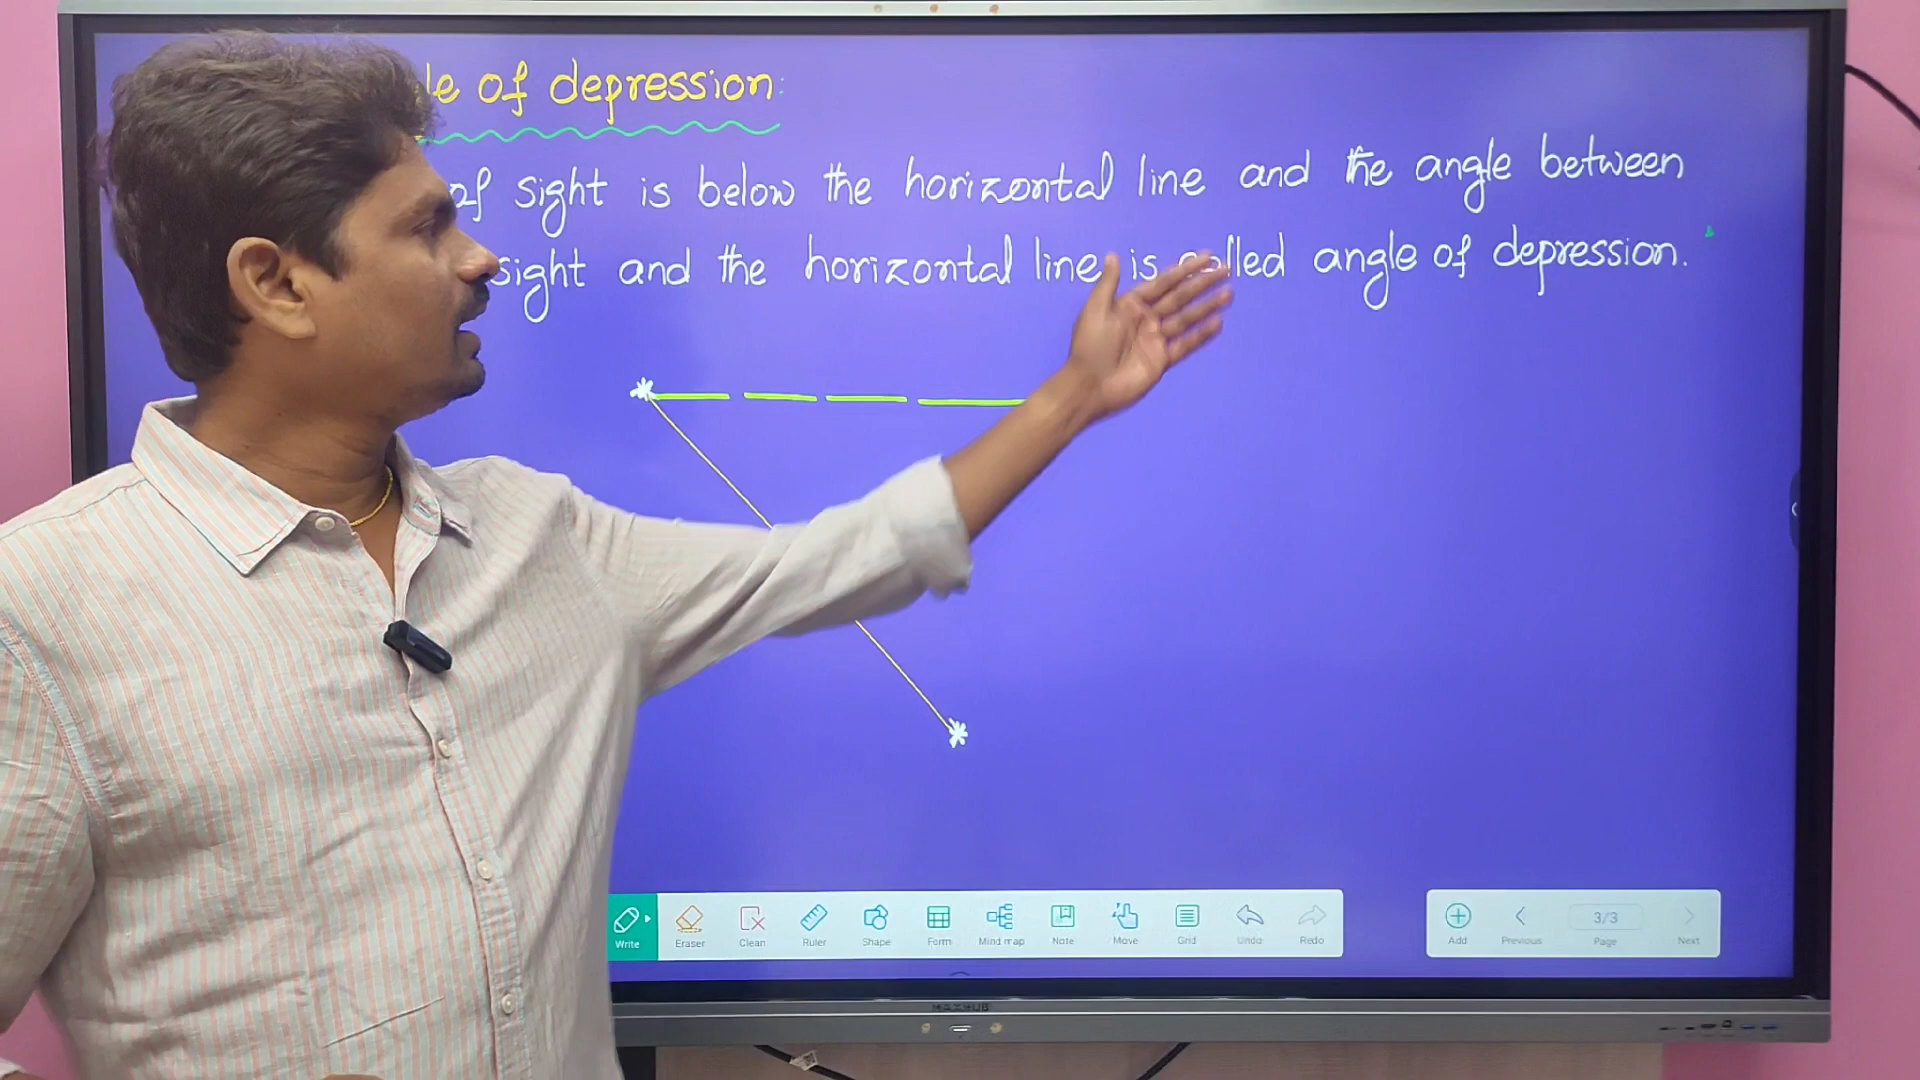 of depression:
of sight is below the horizontal line and the angle between
sight and the horizontal line is called angle of depression.
Write
Eraser
Clean
Ruler
Shape
Form
Mind map
Note
Move
Grid
Undo
Redo
Add
Previous
3/3
Page
Next
MAXHUB